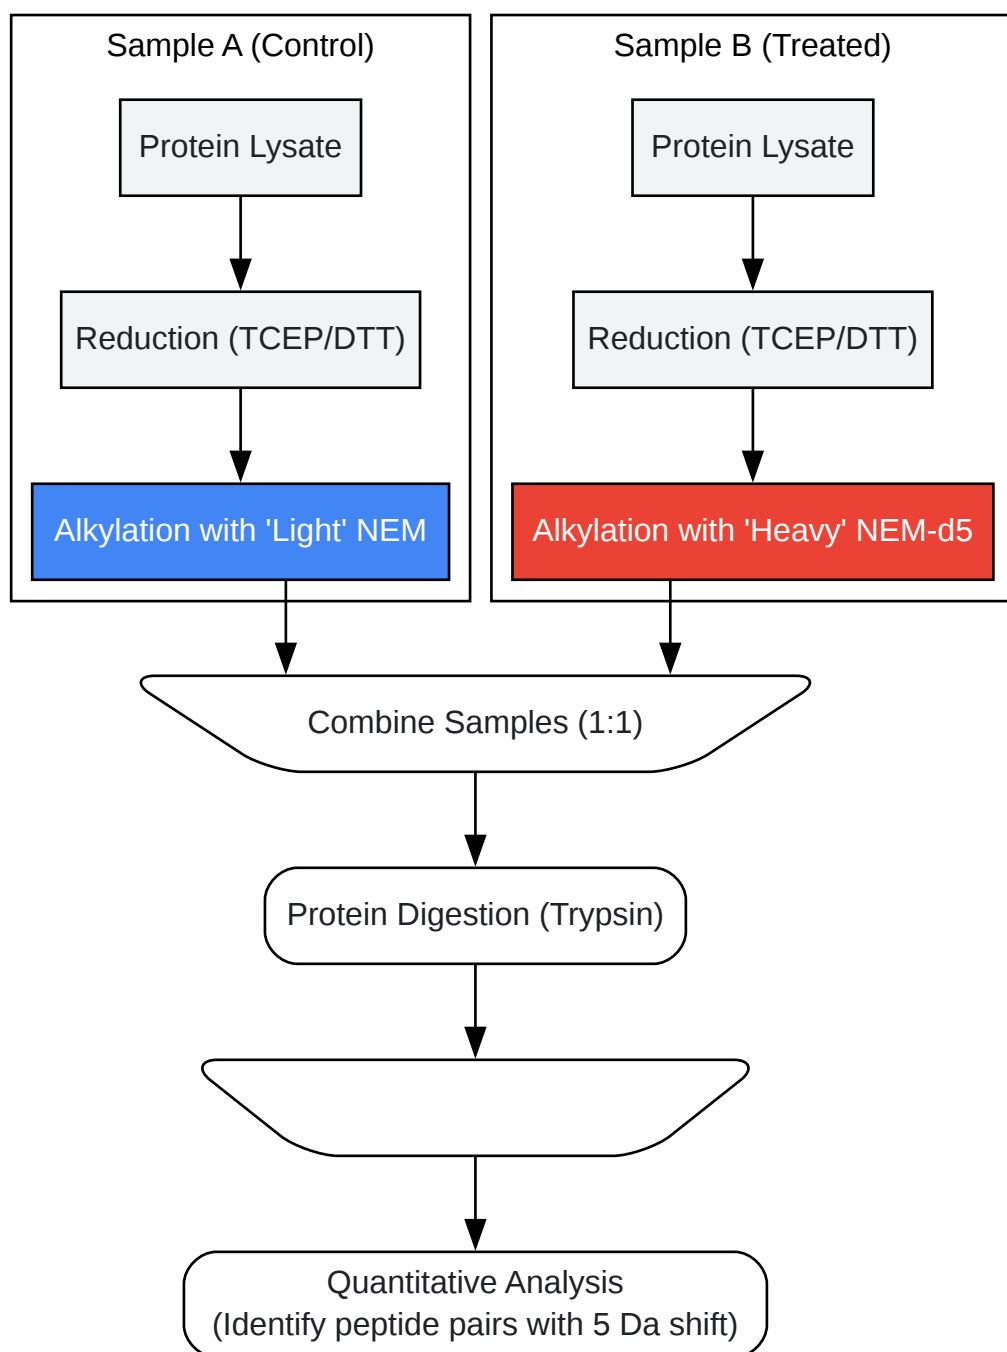 Sample A (Control)
Protein Lysate
Reduction (TCEP/DTT)
Alkylation with 'Light' NEM
Sample B (Treated)
Protein Lysate
Reduction (TCEP/DTT)
Alkylation with 'Heavy' NEM-d5
Combine Samples (1:1)
Protein Digestion (Trypsin)
Quantitative Analysis
(Identify peptide pairs with 5 Da shift)